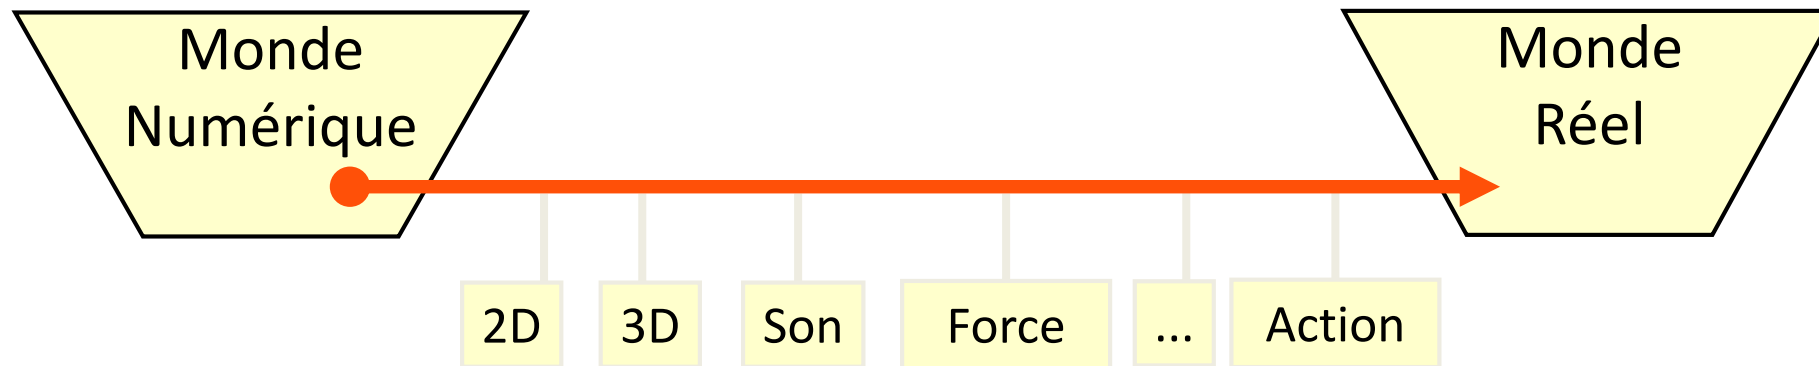 Monde
Numérique
Monde
Réel
2D
3D
Son
Force
...
Action